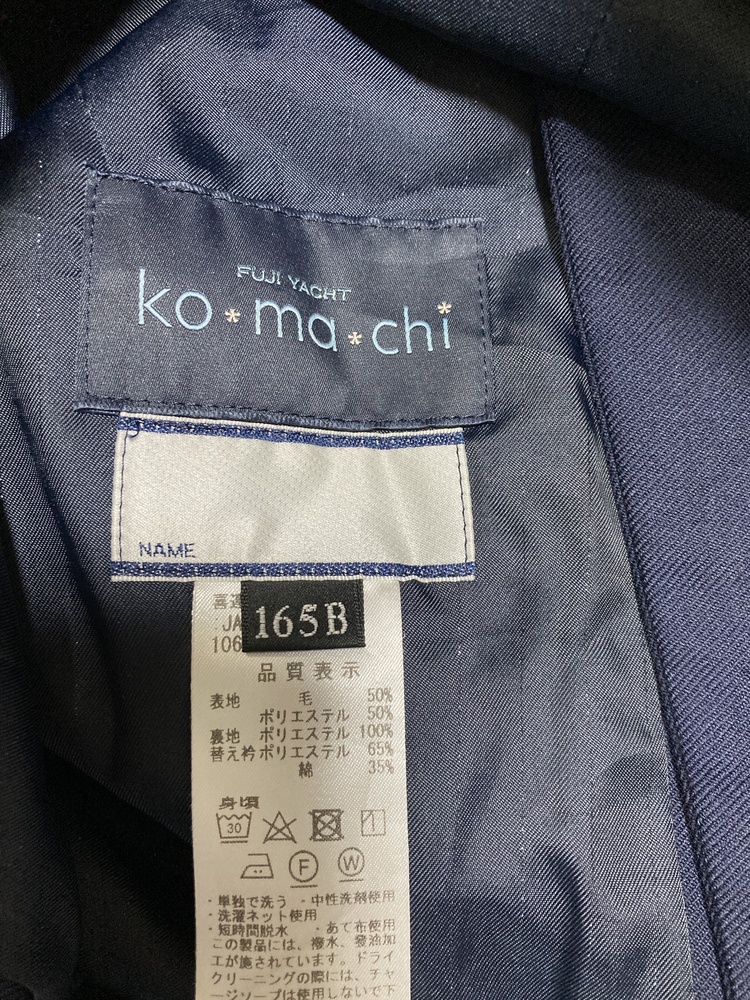 FUJI YACHT
ko*ma*chi
NAME
165B
:JA
106
品質表示
表地 毛 50%
ポリエステル 50%
裏地 ポリエステル 100%
替え衿ポリエステル 65%
綿 35%
身頃
30
F W
・単独で洗う ・中性洗剤使用
・洗濯ネット使用
・短時間脱水 ・あて布使用
この製品には、撥水、発油加
工が施されています。ドライ
クリーニングの際には、チャ
ージソープは使用しないで下